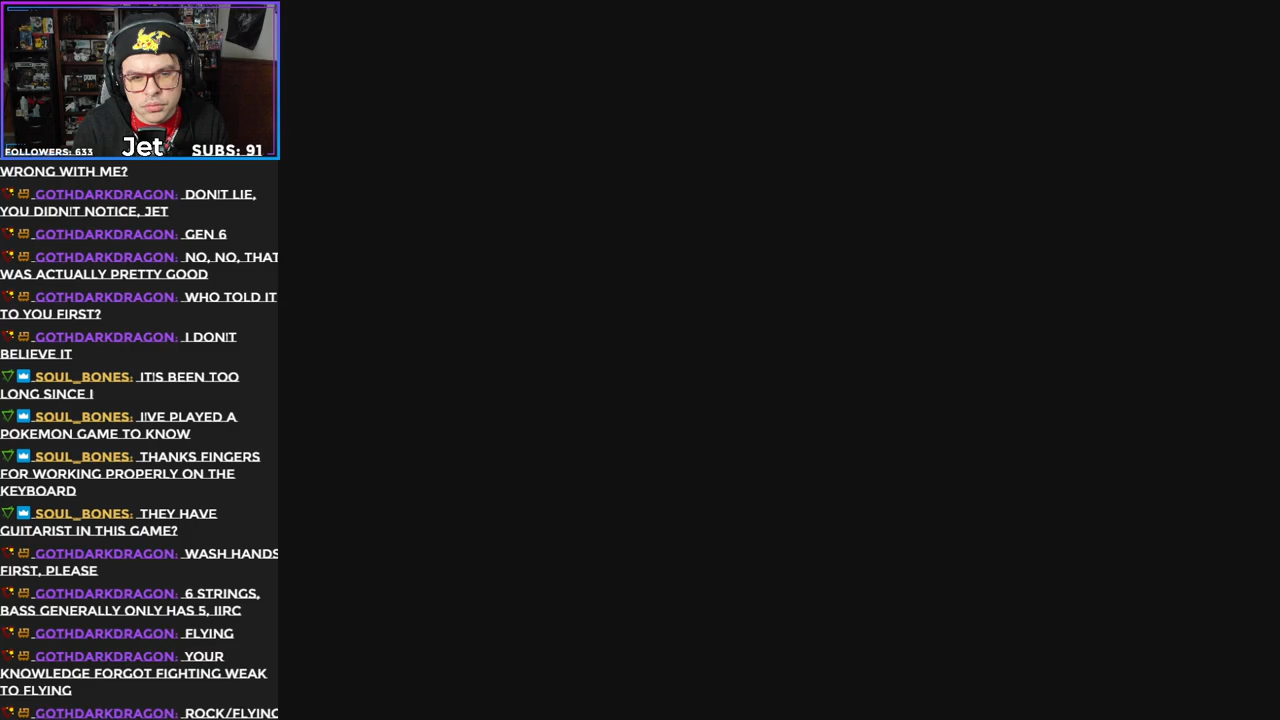 FOLLOWERS: 633
Jet
SUBS: 91
WRONG WITH ME?
GOTHDARKDRAGON: DON'T LIE,
YOU DIDN'T NOTICE, JET
GOTHDARKDRAGON: GEN 6
GOTHDARKDRAGON: NO, NO, THAT
WAS ACTUALLY PRETTY GOOD
GOTHDARKDRAGON: WHO TOLD IT
TO YOU FIRST?
GOTHDARKDRAGON: I DON'T
BELIEVE IT
SOUL_BONES: IT'S BEEN TOO
LONG SINCE I
SOUL_BONES: I'VE PLAYED A
POKEMON GAME TO KNOW
SOUL_BONES: THANKS FINGERS
FOR WORKING PROPERLY ON THE
KEYBOARD
SOUL_BONES: THEY HAVE
GUITARIST IN THIS GAME?
GOTHDARKDRAGON: WASH HANDS
FIRST, PLEASE
GOTHDARKDRAGON: 6 STRINGS,
BASS GENERALLY ONLY HAS 5, IIRC
GOTHDARKDRAGON: FLYING
GOTHDARKDRAGON: YOUR
KNOWLEDGE FORGOT FIGHTING WEAK
TO FLYING
GOTHDARKDRAGON: ROCK/FLYING